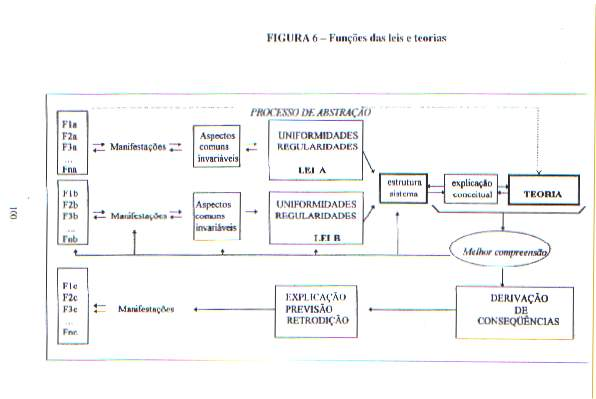 FIGURA 6 – Funções das leis e teorias
PROCESSO DE ABSTRAÇÃO
F1a
F2a
F3a
...
Fna
Manifestações
Aspectos
comuns
invariáveis
UNIFORMIDADES
REGULARIDADES
LEI A
estrutura
sistema
explicação
conceitual
TEORIA
F1b
F2b
F3b
...
Fnb
Manifestações
Aspectos
comuns
invariáveis
UNIFORMIDADES
REGULARIDADES
LEI B
Melhor compreensão
F1c
F2c
F3c
...
Fnc
Manifestações
EXPLICAÇÃO
PREVISÃO
RETRODIÇÃO
DERIVAÇÃO
DE
CONSEQÜÊNCIAS
100